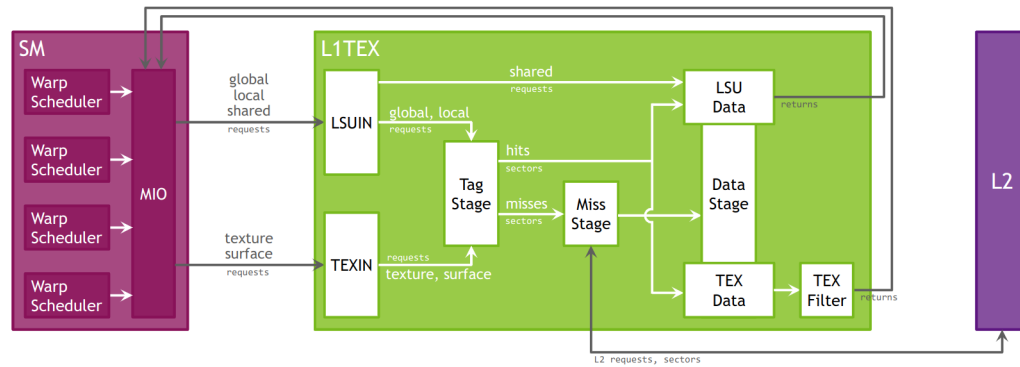 SM
Warp
Scheduler
Warp
Scheduler
Warp
Scheduler
Warp
Scheduler
MIO
global
local
shared
requests
texture
surface
requests
L1TEX
LSUIN
TEXIN
shared
requests
global, local
requests
requests
texture, surface
Tag
Stage
hits
sectors
misses
sectors
Miss
Stage
LSU
Data
Data
Stage
TEX
Data
TEX
Filter
returns
returns
L2 requests, sectors
L2